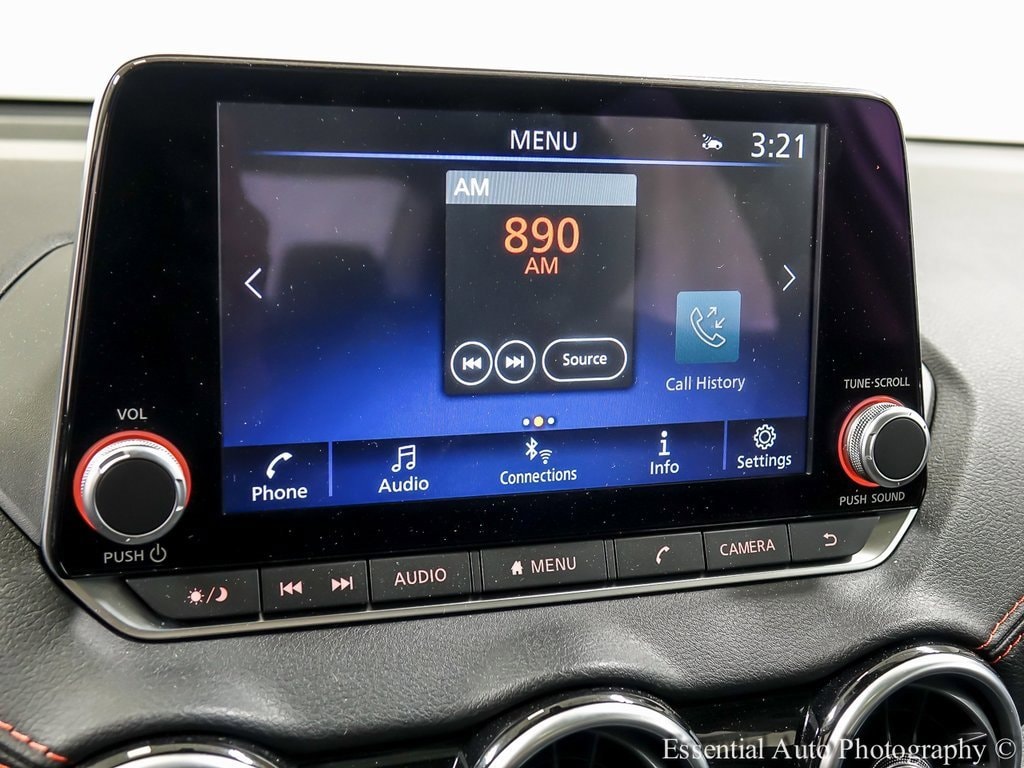 MENU
3:21
AM
890
AM
Source
Call History
TUNE·SCROLL
VOL
Phone
Audio
Connections
Info
Settings
PUSH SOUND
PUSH
AUDIO
MENU
CAMERA
Essential Auto Photography ©